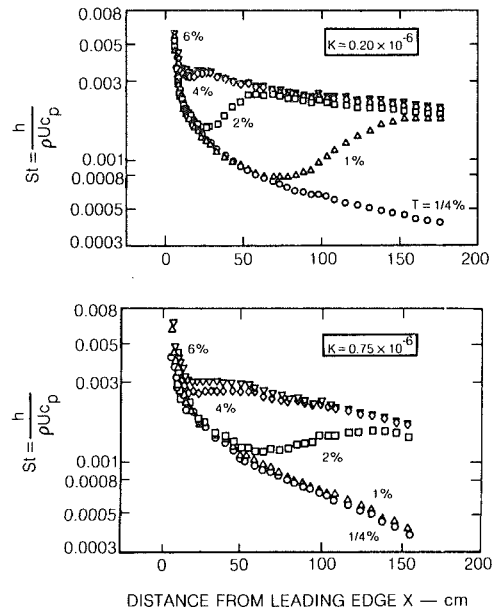 0.008
0.005
0.003
0.001
0.0008
0.0005
0.0003
St = h / ρUcp
6%
4%
2%
1%
T = 1/4%
K = 0.20 × 10-6
0 50 100 150 200
0.008
0.005
0.003
0.001
0.0008
0.0005
0.0003
St = h / ρUcp
6%
4%
2%
1%
1/4%
K = 0.75 × 10-6
0 50 100 150 200
DISTANCE FROM LEADING EDGE X — cm